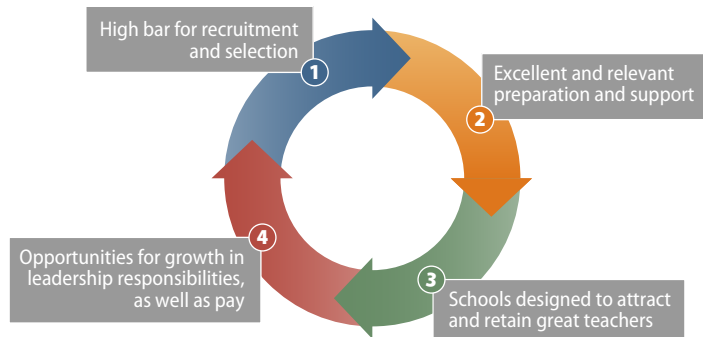 High bar for recruitment
and selection
1
Excellent and relevant
preparation and support
2
3
Schools designed to attract
and retain great teachers
4
Opportunities for growth in
leadership responsibilities,
as well as pay